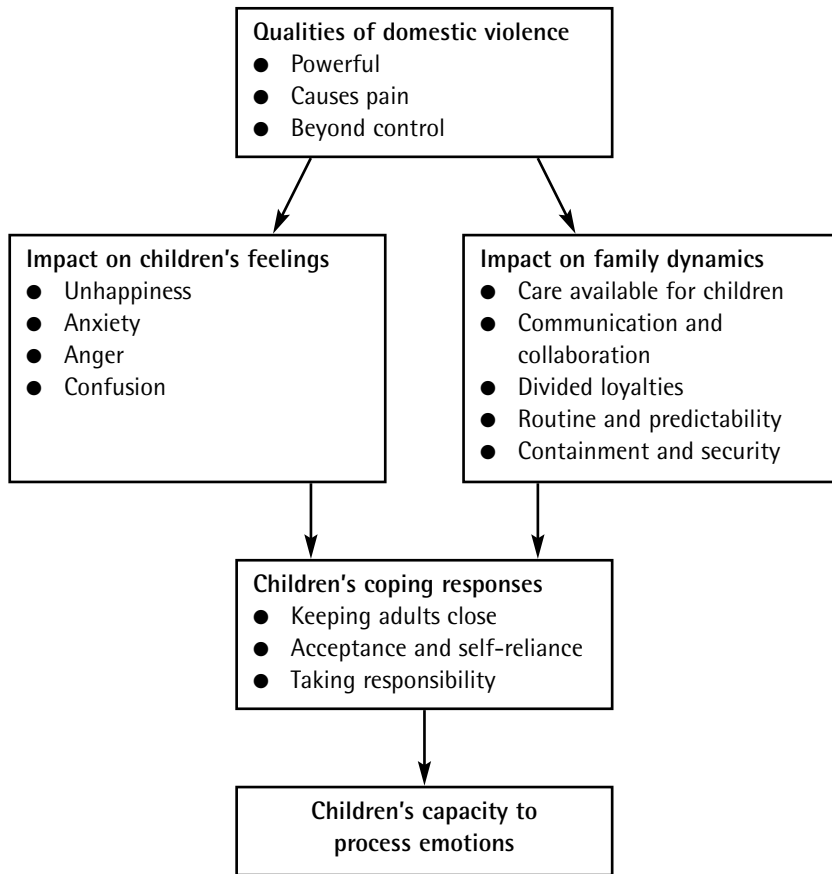 Qualities of domestic violence
● Powerful
● Causes pain
● Beyond control
Impact on children's feelings
● Unhappiness
● Anxiety
● Anger
● Confusion
Impact on family dynamics
● Care available for children
● Communication and
collaboration
● Divided loyalties
● Routine and predictability
● Containment and security
Children's coping responses
● Keeping adults close
● Acceptance and self-reliance
● Taking responsibility
Children's capacity to
process emotions